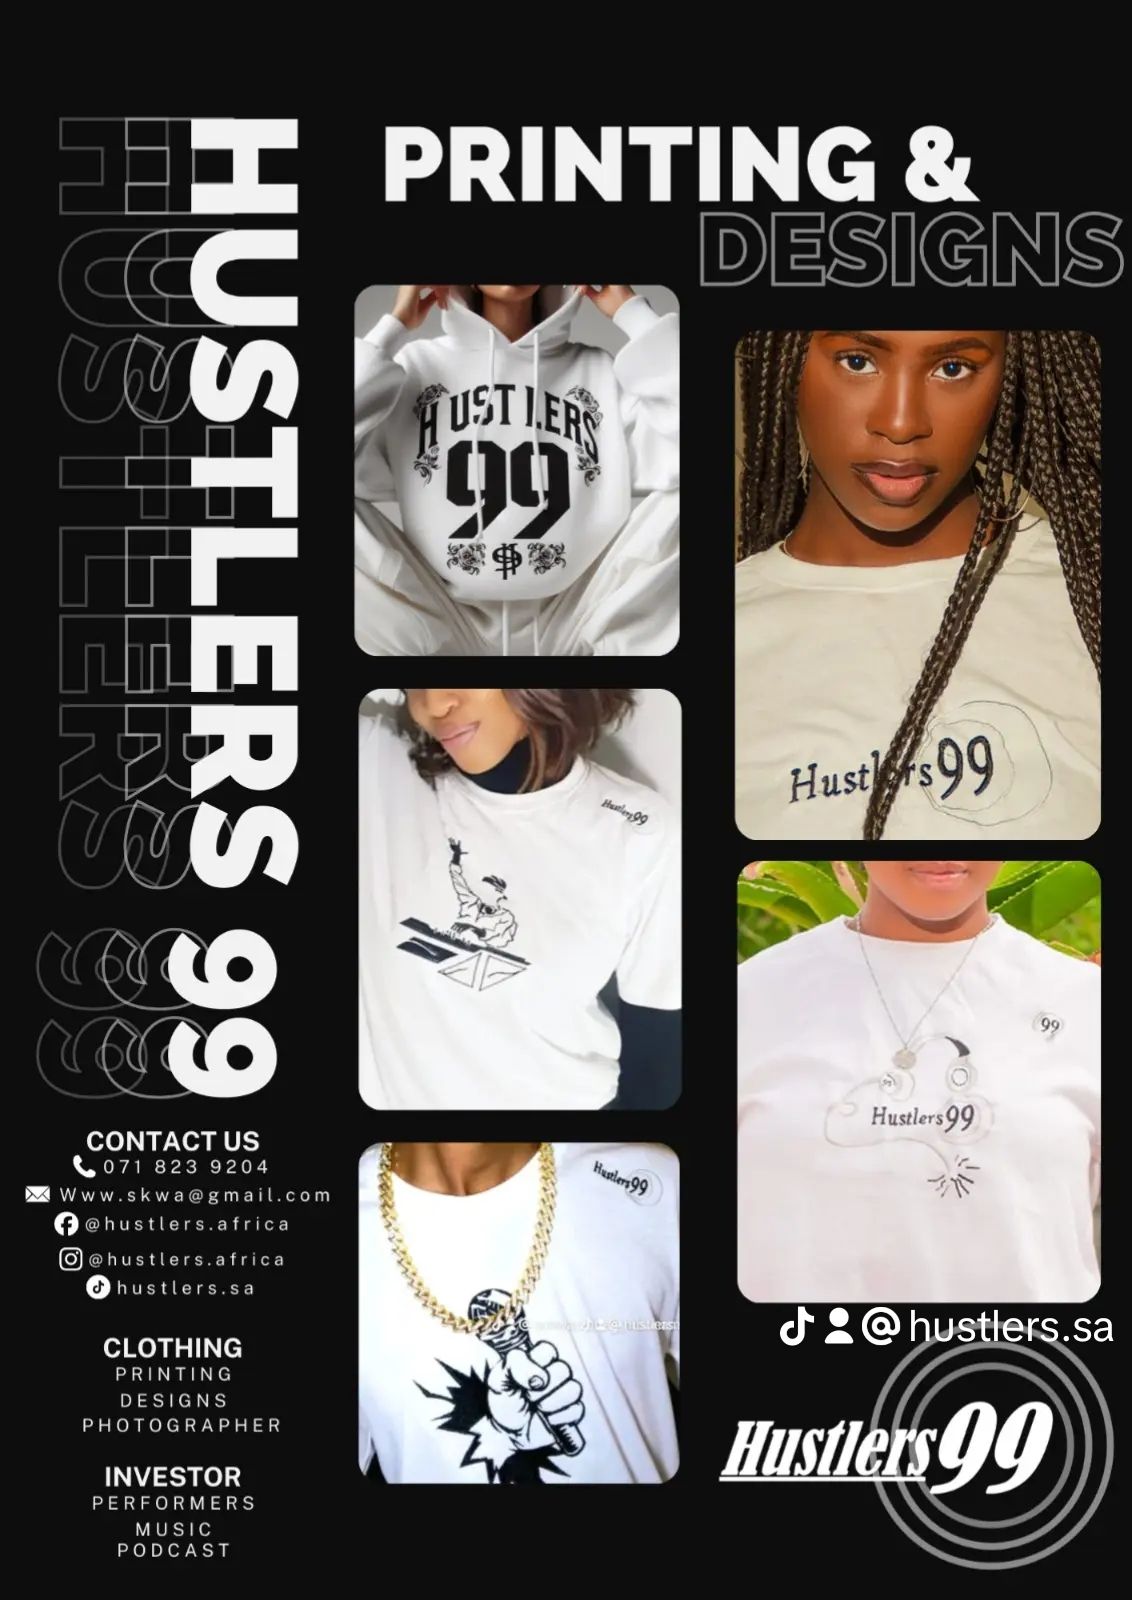 HUSTLERS 99
PRINTING &
DESIGNS
HUSTLERS
99
Hustlers99
Hustlers99
99
Hustlers99
Hustlers99
CONTACT US
071 823 9204
Www.skwa@gmail.com
@hustlers.africa
@hustlers.africa
hustlers.sa
CLOTHING
PRINTING
DESIGNS
PHOTOGRAPHER
INVESTOR
PERFORMERS
MUSIC
PODCAST
@hustlers.sa
Hustlers99